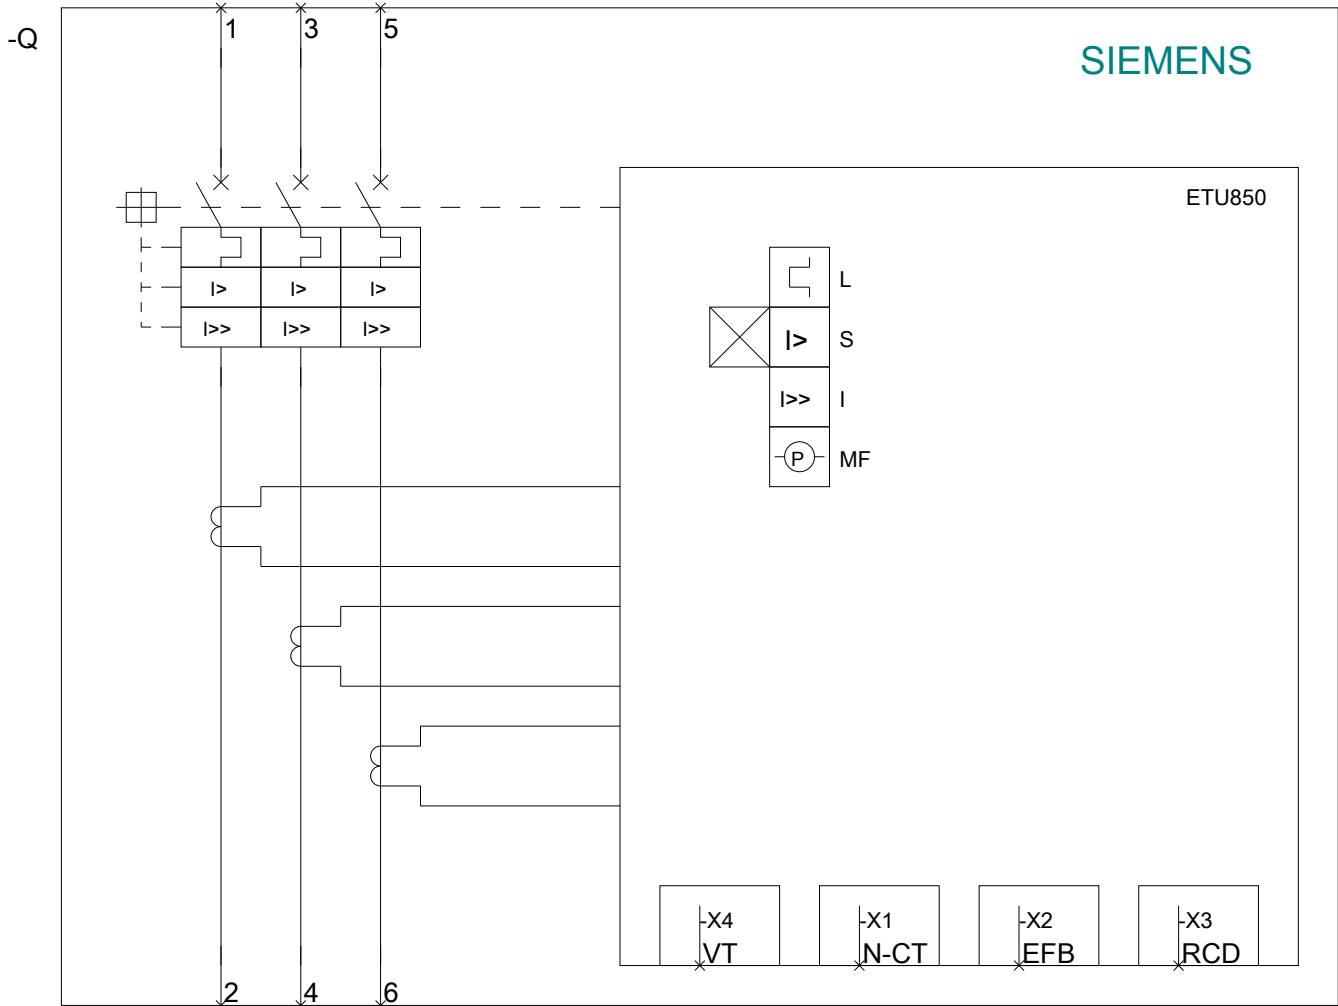 1 3 5
-Q
SIEMENS
ETU850
I> I> I>
I>> I>> I>>
L
I> S
I>> I
P MF
-X4 -X1 -X2 -X3
VT N-CT EFB RCD
2 4 6